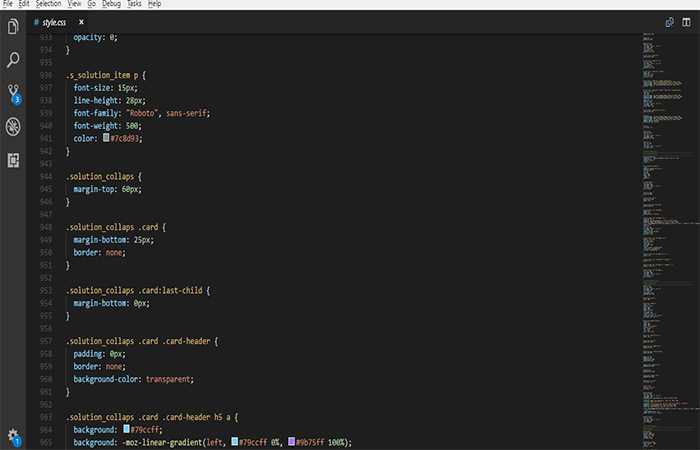 File Edit Selection View Go Debug Tasks Help
# style.css x
933 opacity: 0;
934 }
935
936 .s_solution_item p {
937 font-size: 15px;
938 line-height: 28px;
939 font-family: "Roboto", sans-serif;
940 font-weight: 500;
941 color: #7c8d93;
942 }
943
944 .solution_collaps {
945 margin-top: 60px;
946 }
947
948 .solution_collaps .card {
949 margin-bottom: 25px;
950 border: none;
951 }
952
953 .solution_collaps .card:last-child {
954 margin-bottom: 0px;
955 }
956
957 .solution_collaps .card .card-header {
958 padding: 0px;
959 border: none;
960 background-color: transparent;
961 }
962
963 .solution_collaps .card .card-header h5 a {
964 background: #79ccff;
965 background: -moz-linear-gradient(left, #79ccff 0%, #9b75ff 100%);
3
1